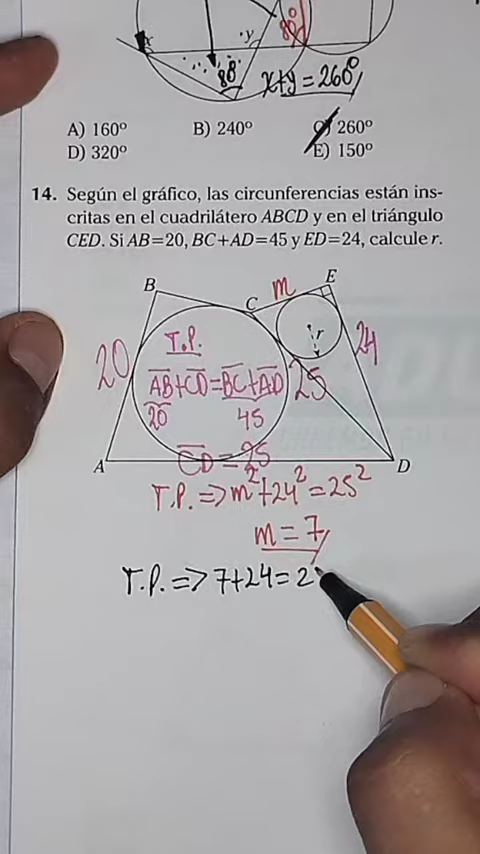 x
y
80°
88°
x+y = 260°
A) 160° B) 240° C) 260°
D) 320° E) 150°
14. Según el gráfico, las circunferencias están ins-
critas en el cuadrilátero ABCD y en el triángulo
CED. Si AB=20, BC+AD=45 y ED=24, calcule r.
m E
B
C
r
T.P.
20 24
AB+CD=BC+AD 25
20 45
CD = 25
A D
T.P. => m²+24²=25²
m = 7
T.P. => 7+24=2